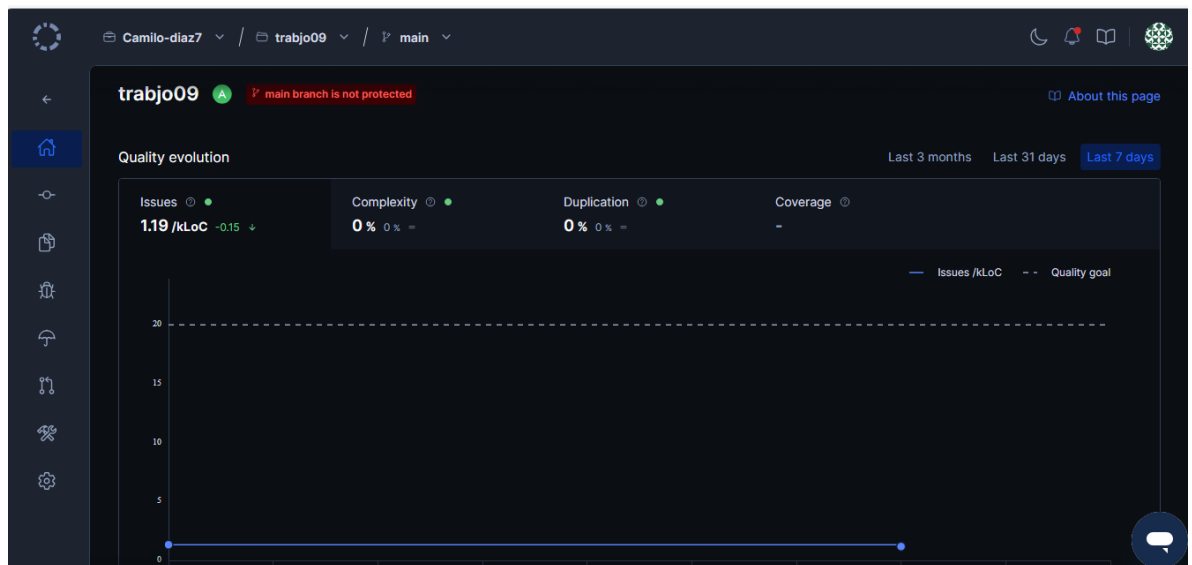 Camilo-diaz7 / trabjo09 / main
trabjo09 A main branch is not protected
About this page
Quality evolution
Last 3 months Last 31 days Last 7 days
Issues Complexity Duplication Coverage
1.19 /kLoC -0.15 ↓ 0 % 0 % = 0 % 0 % = -
Issues /kLoC Quality goal
20
15
10
5
0